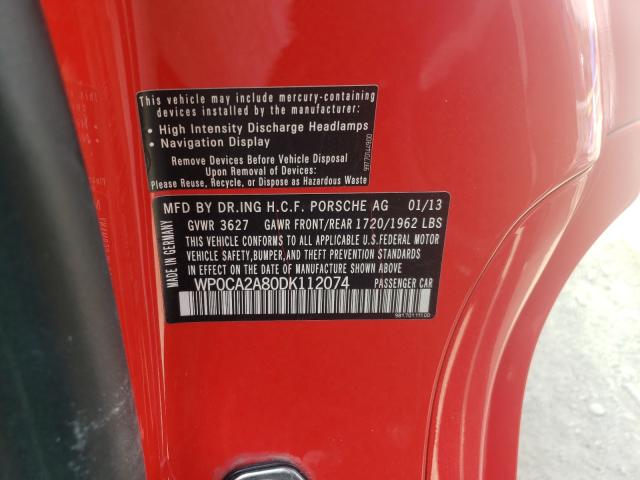 This vehicle may include mercury-containing
devices installed by the
manufacturer:
• High Intensity Discharge Headlamps
• Navigation Display
Remove Devices Before Vehicle Disposal
Upon Removal of Devices:
Please Reuse, Recycle, or Dispose as Hazardous Waste
MFD BY DR.ING H.C.F. PORSCHE AG 01/13
GVWR 3627 GAWR FRONT/REAR 1720/1962 LBS
THIS VEHICLE CONFORMS TO ALL APPLICABLE U.S.FEDERAL MOTOR
VEHICLE SAFETY,BUMPER,AND THEFT PREVENTION STANDARDS
IN EFFECT ON THE DATE OF MANUFACTURE SHOWN ABOVE.
WP0CA2A80DK112074 PASSENGER CAR
MADE IN GERMANY